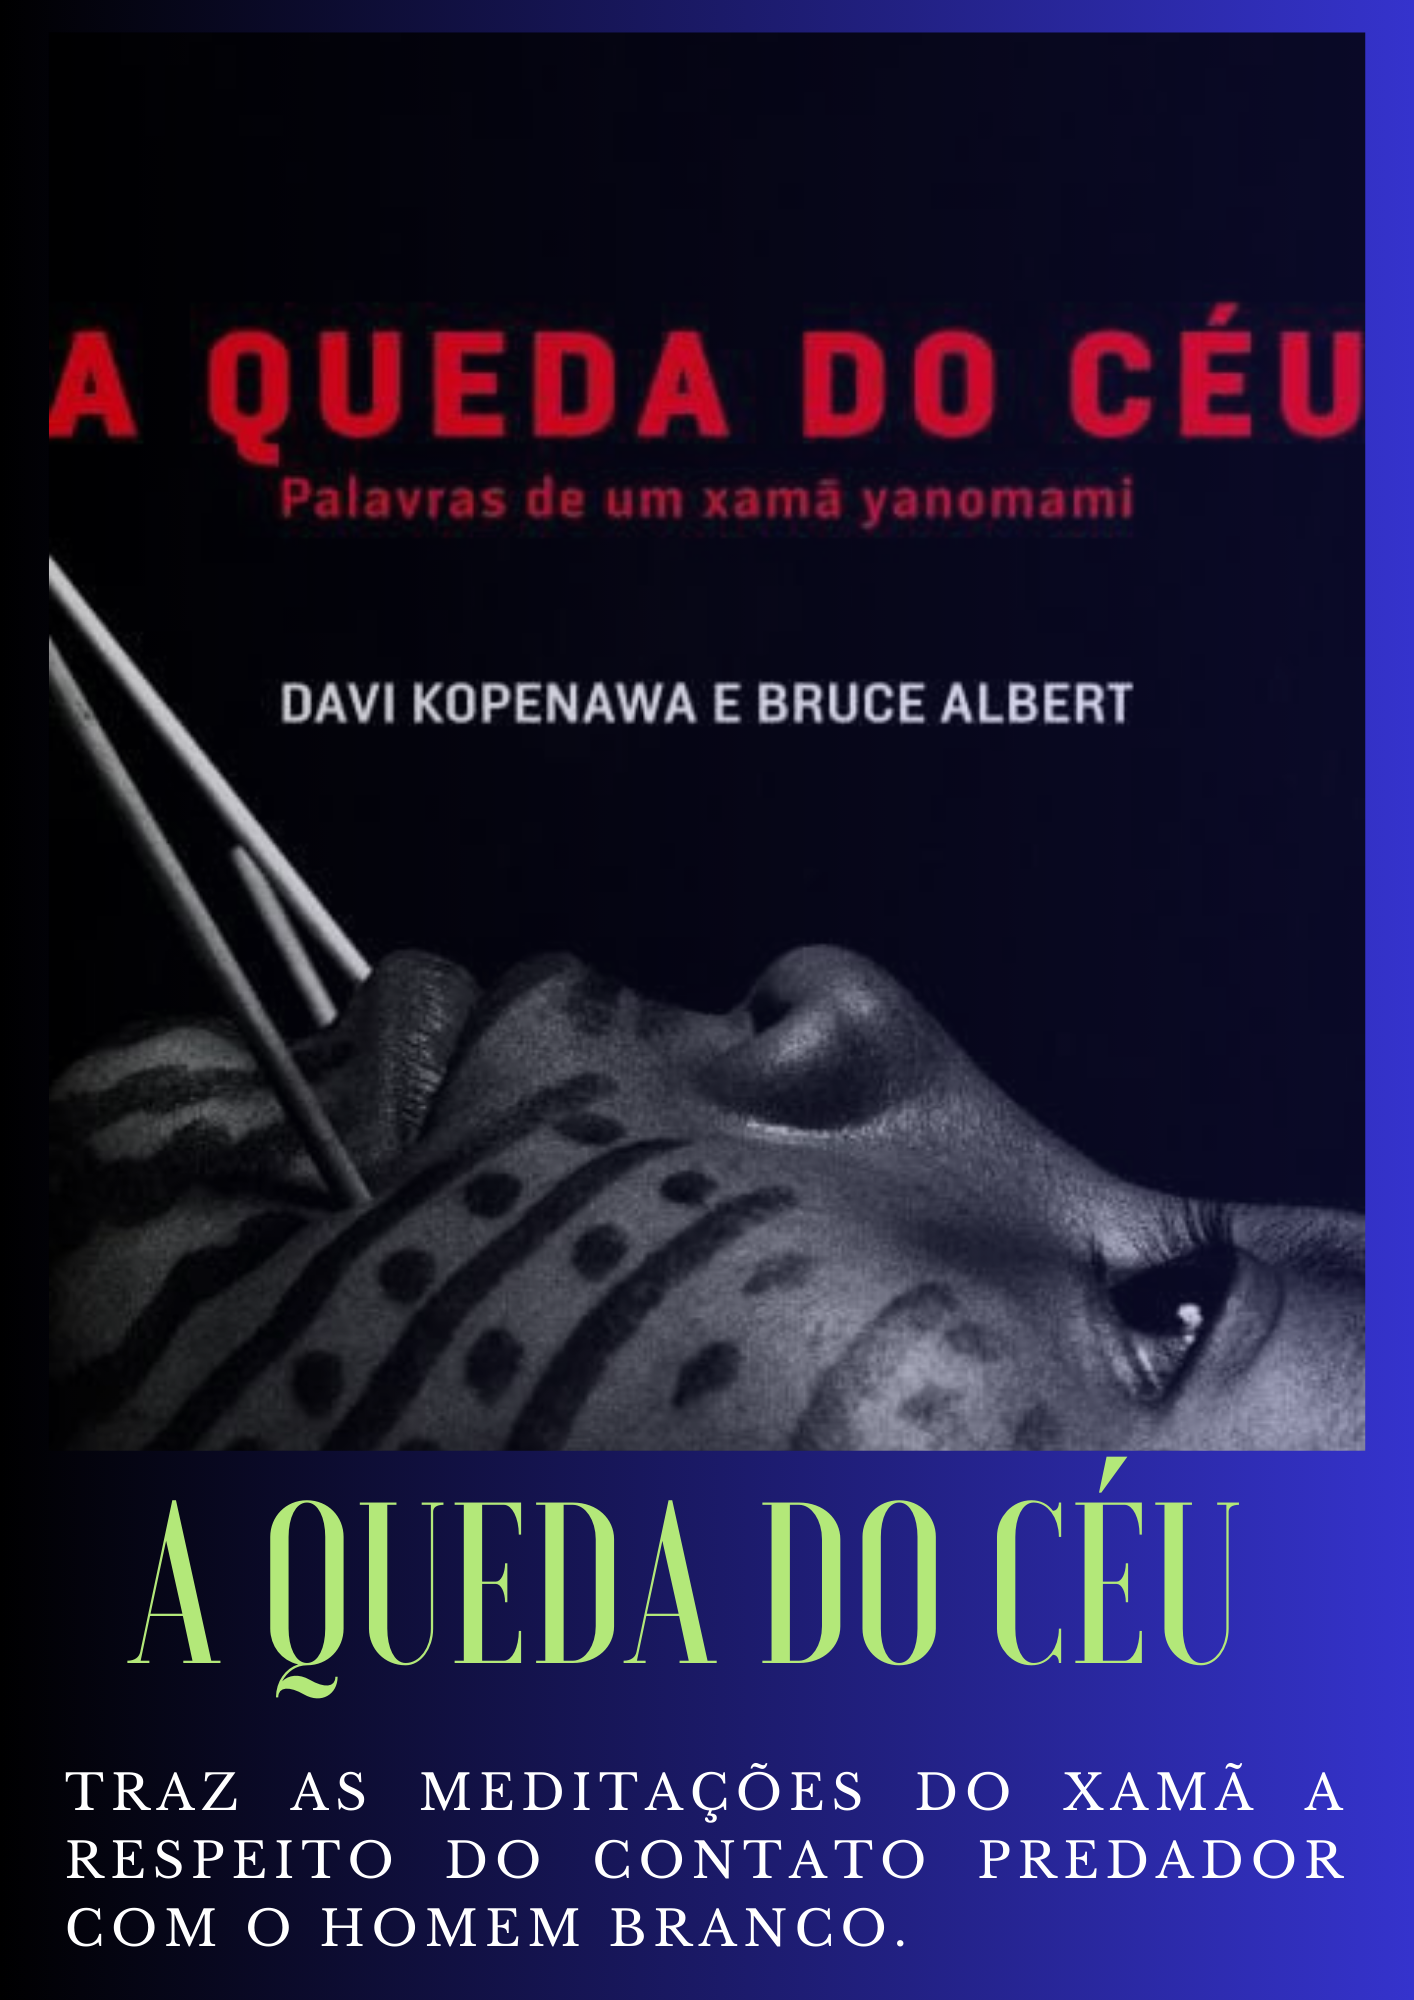 A QUEDA DO CÉU
Palavras de um xamã yanomami
DAVI KOPENAWA E BRUCE ALBERT
A QUEDA DO CÉU
TRAZ AS MEDITAÇÕES DO XAMÃ A
RESPEITO DO CONTATO PREDADOR
COM O HOMEM BRANCO.